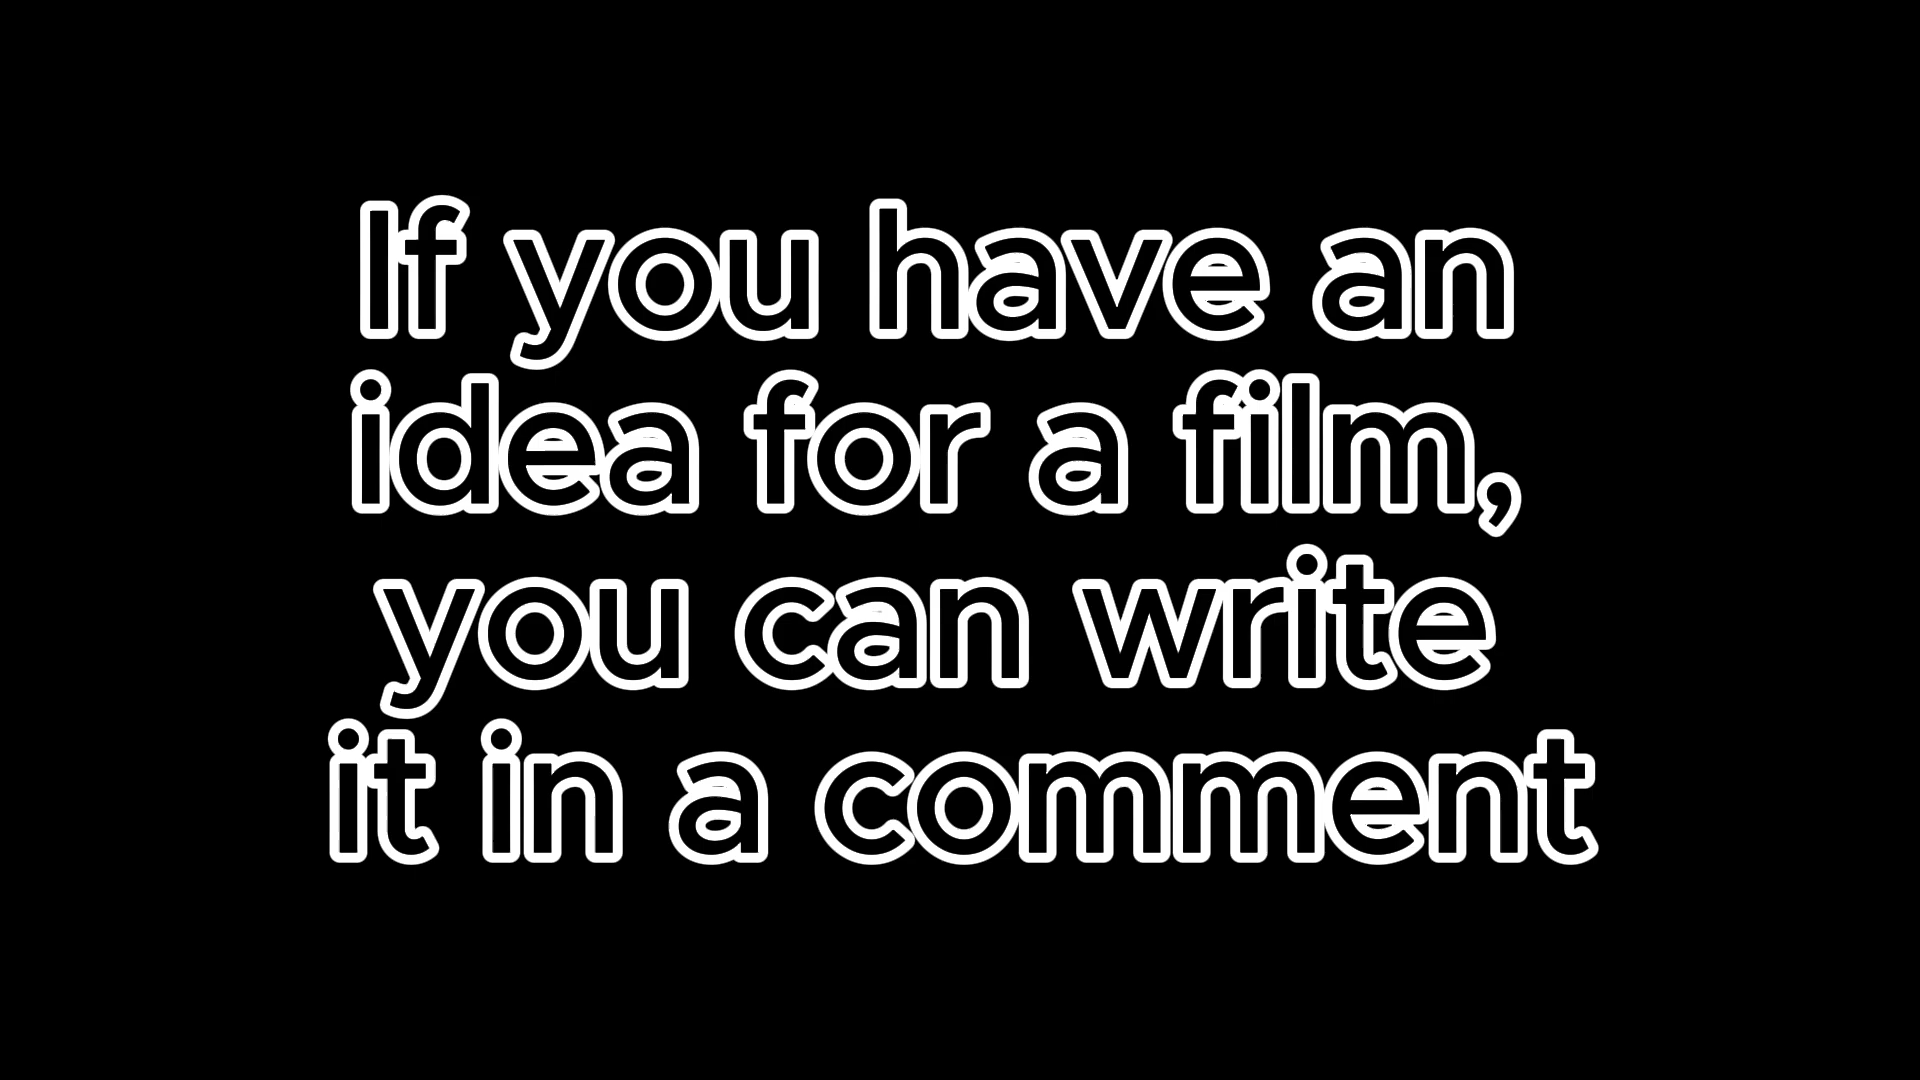 If you have an
idea for a film,
you can write
it in a comment